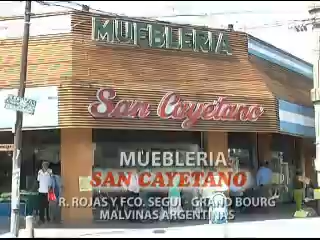 MUEBLERIA
San Cayetano
MUEBLERIA
SAN CAYETANO
R. ROJAS Y FCO. SEGUI - GRAND BOURG
MALVINAS ARGENTINAS